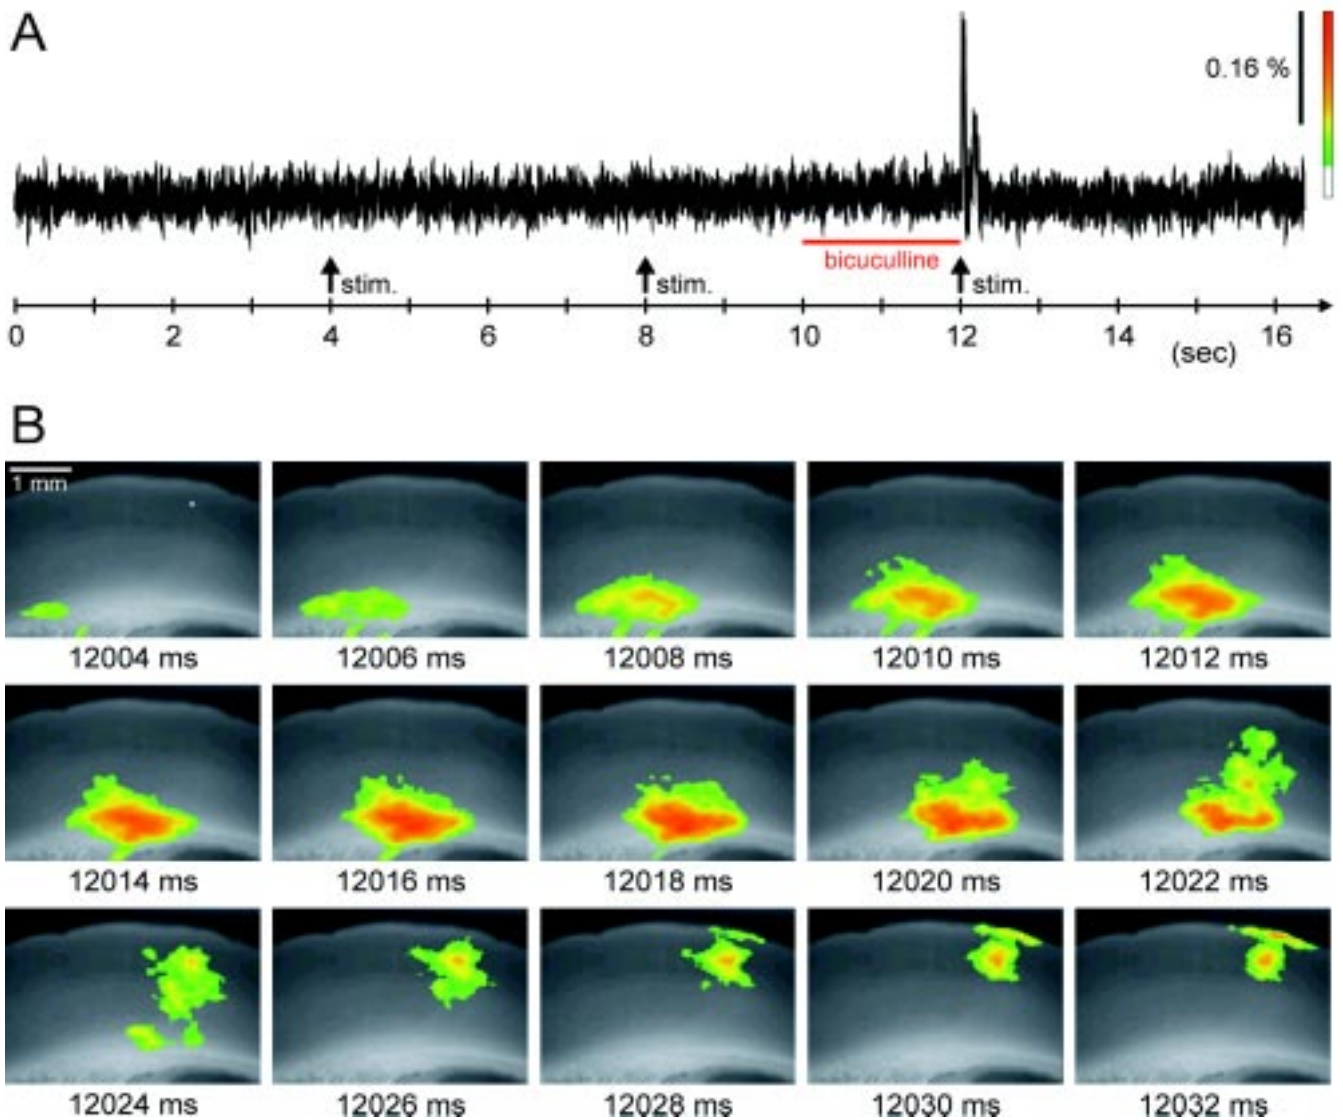 A
0.16 %
bicuculline
stim. stim. stim.
0 2 4 6 8 10 12 14 16
(sec)
B
1 mm
12004 ms 12006 ms 12008 ms 12010 ms 12012 ms
12014 ms 12016 ms 12018 ms 12020 ms 12022 ms
12024 ms 12026 ms 12028 ms 12030 ms 12032 ms